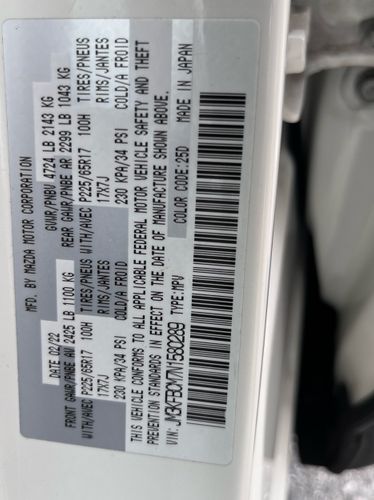 MFD. BY MAZDA MOTOR CORPORATION
DATE: 02/22 GVWR/PNBV 4724 LB 2143 KG
FRONT GAWR/PNBE AV 2425 LB 1100 KG REAR GAWR/PNBE AR 2299 LB 1043 KG
WITH/AVEC P225/65R17 100H TIRES/PNEUS WITH/AVEC P225/65R17 100H TIRES/PNEUS
17X7J RIMS/JANTES 17X7J RIMS/JANTES
230 KPA/34 PSI COLD/A FROID 230 KPA/34 PSI COLD/A FROID
THIS VEHICLE CONFORMS TO ALL APPLICABLE FEDERAL MOTOR VEHICLE SAFETY AND THEFT
PREVENTION STANDARDS IN EFFECT ON THE DATE OF MANUFACTURE SHOWN ABOVE.
VIN: JM3KFBDM7N1580289 TYPE: MPV COLOR CODE: 25D MADE IN JAPAN